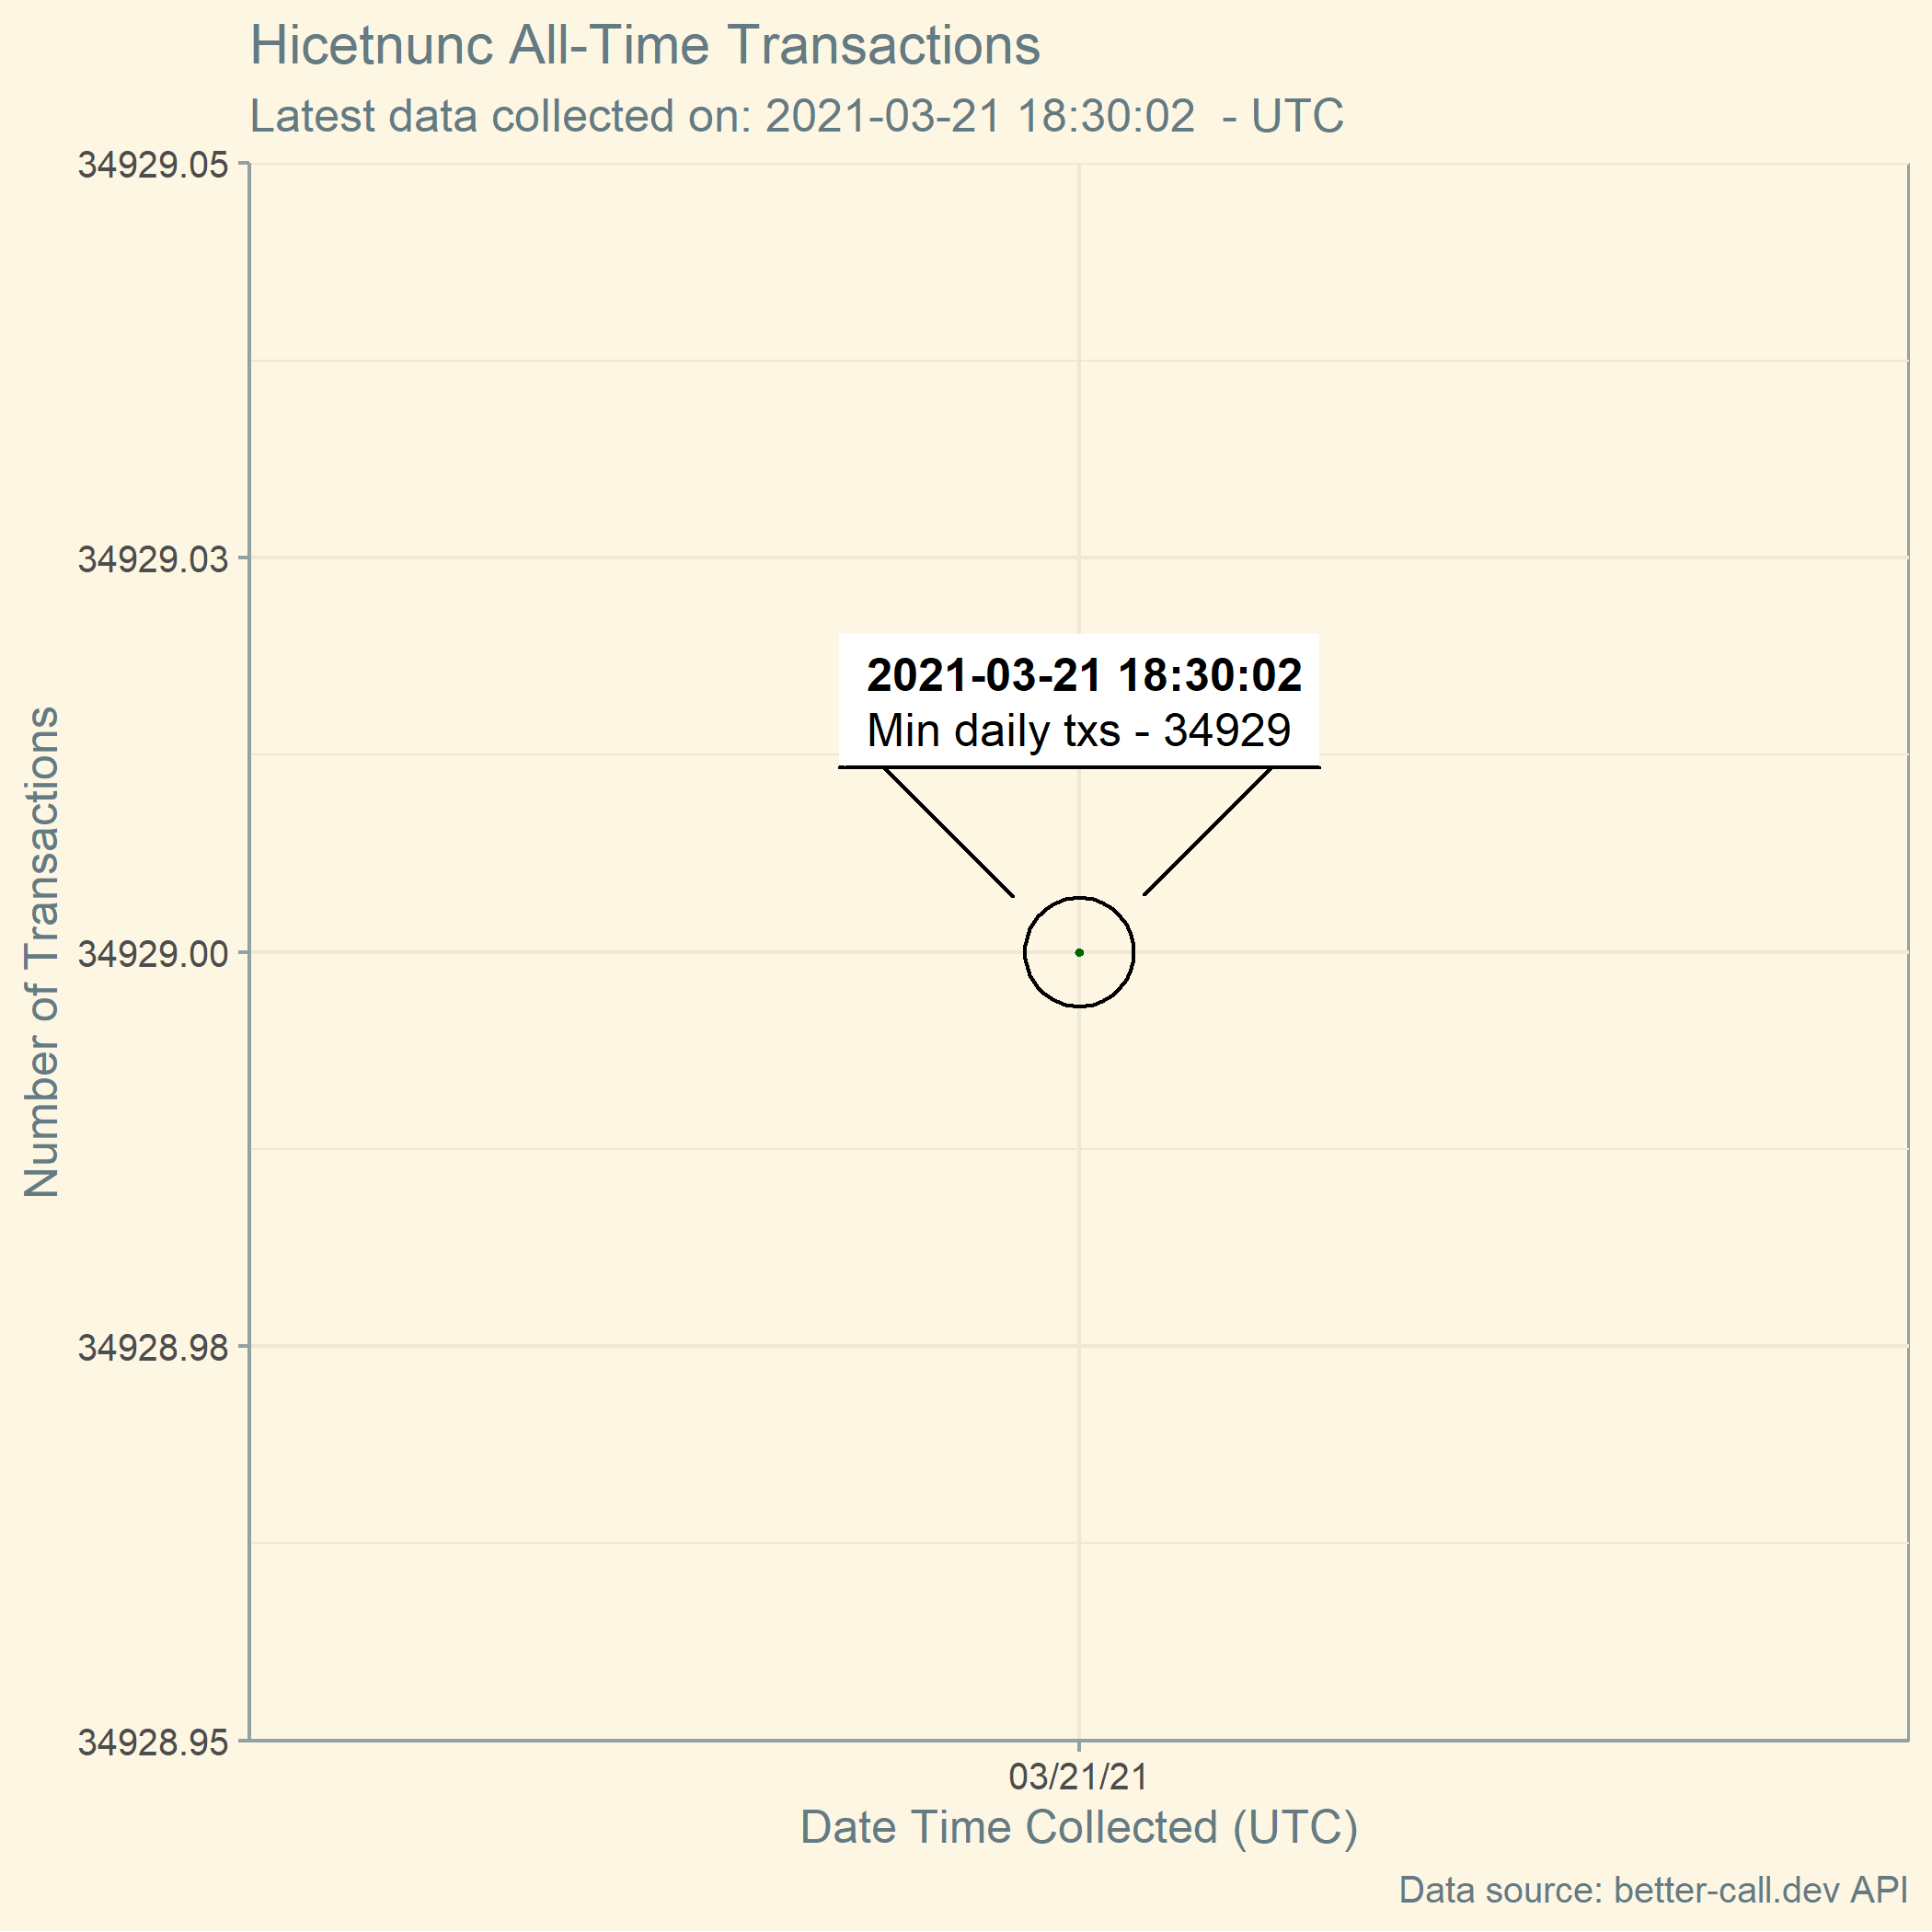 Hicetnunc All-Time Transactions
Latest data collected on: 2021-03-21 18:30:02  - UTC
34929.05
34929.03
34929.00
34928.98
34928.95
Number of Transactions
2021-03-21 18:30:02
Min daily txs - 34929
03/21/21
Date Time Collected (UTC)
Data source: better-call.dev API